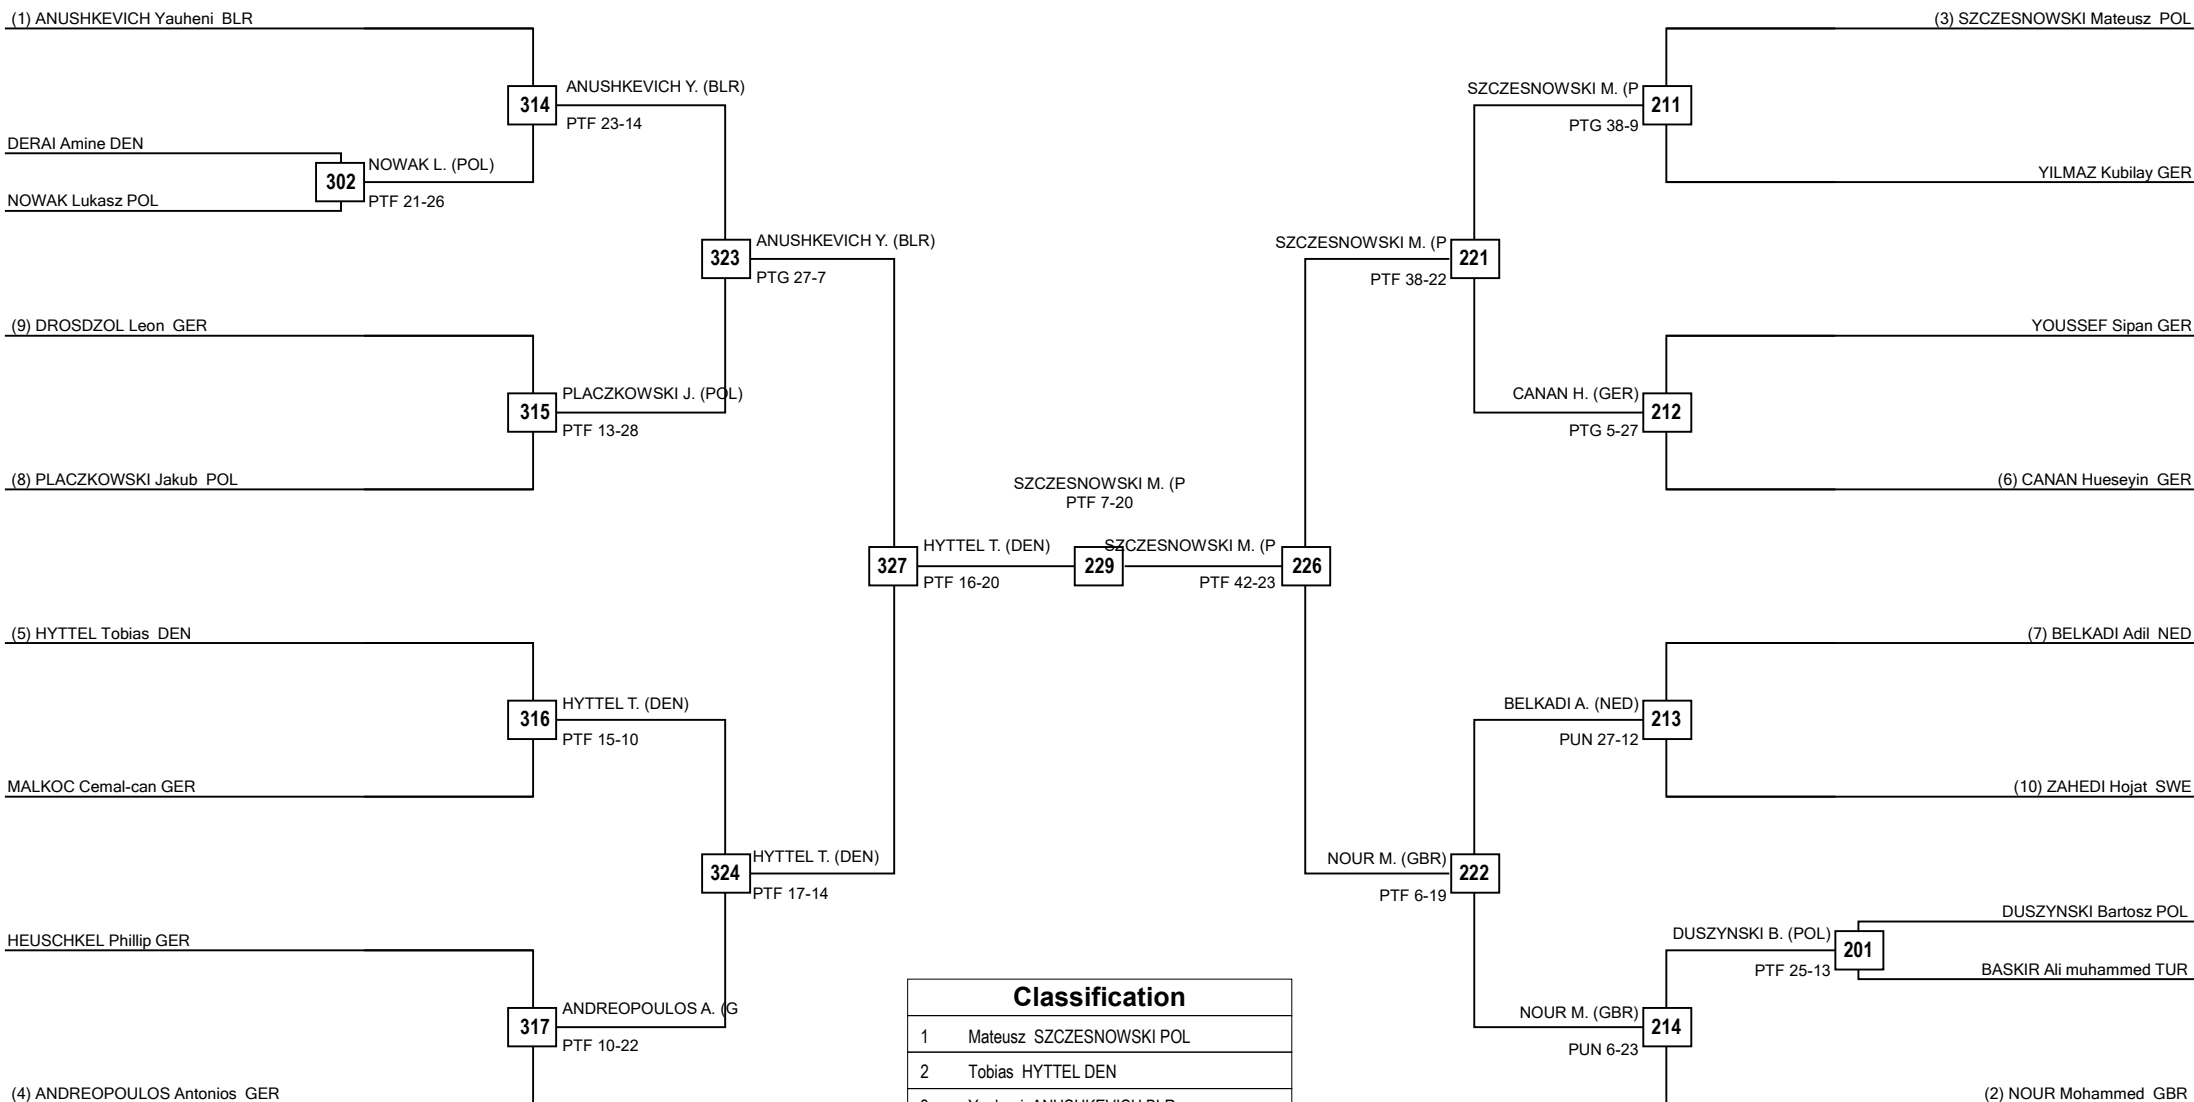 (1) ANUSHKEVICH Yauheni BLR
(3) SZCZESNOWSKI Mateusz POL
314
ANUSHKEVICH Y. (BLR)
PTF 23-14
SZCZESNOWSKI M. (P
211
PTG 38-9
DERAI Amine DEN
302
NOWAK L. (POL)
PTF 21-26
NOWAK Lukasz POL
YILMAZ Kubilay GER
323
ANUSHKEVICH Y. (BLR)
PTG 27-7
SZCZESNOWSKI M. (P
221
PTF 38-22
(9) DROSDZOL Leon GER
YOUSSEF Sipan GER
315
PLACZKOWSKI J. (POL)
PTF 13-28
CANAN H. (GER)
212
PTG 5-27
(8) PLACZKOWSKI Jakub POL
(6) CANAN Hueseyin GER
SZCZESNOWSKI M. (P
PTF 7-20
327
HYTTEL T. (DEN)
PTF 16-20
229
SZCZESNOWSKI M. (P
PTF 42-23
226
(5) HYTTEL Tobias DEN
(7) BELKADI Adil NED
316
HYTTEL T. (DEN)
PTF 15-10
BELKADI A. (NED)
213
PUN 27-12
MALKOC Cemal-can GER
(10) ZAHEDI Hojat SWE
324
HYTTEL T. (DEN)
PTF 17-14
NOUR M. (GBR)
222
PTF 6-19
HEUSCHKEL Phillip GER
DUSZYNSKI Bartosz POL
DUSZYNSKI B. (POL)
201
PTF 25-13
BASKIR Ali muhammed TUR
317
ANDREOPOULOS A. (G
PTF 10-22
NOUR M. (GBR)
214
PUN 6-23
(4) ANDREOPOULOS Antonios GER
(2) NOUR Mohammed GBR
Classification
1 Mateusz SZCZESNOWSKI POL
2 Tobias HYTTEL DEN
3 Yauheni ANUSHKEVICH BLR